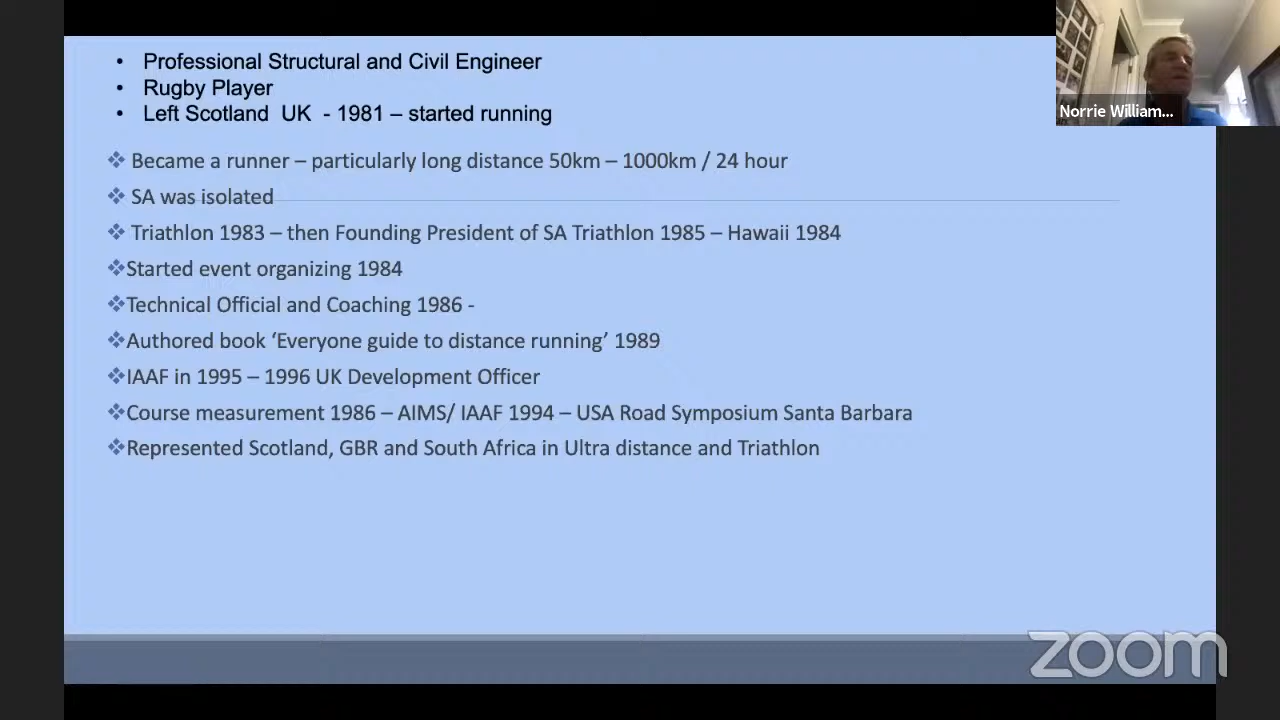 Professional Structural and Civil Engineer
Rugby Player
Left Scotland UK - 1981 – started running
Became a runner – particularly long distance 50km – 1000km / 24 hour
SA was isolated
Triathlon 1983 – then Founding President of SA Triathlon 1985 – Hawaii 1984
Started event organizing 1984
Technical Official and Coaching 1986 -
Authored book ‘Everyone guide to distance running’ 1989
IAAF in 1995 – 1996 UK Development Officer
Course measurement 1986 – AIMS/ IAAF 1994 – USA Road Symposium Santa Barbara
Represented Scotland, GBR and South Africa in Ultra distance and Triathlon
Norrie William...
zoom